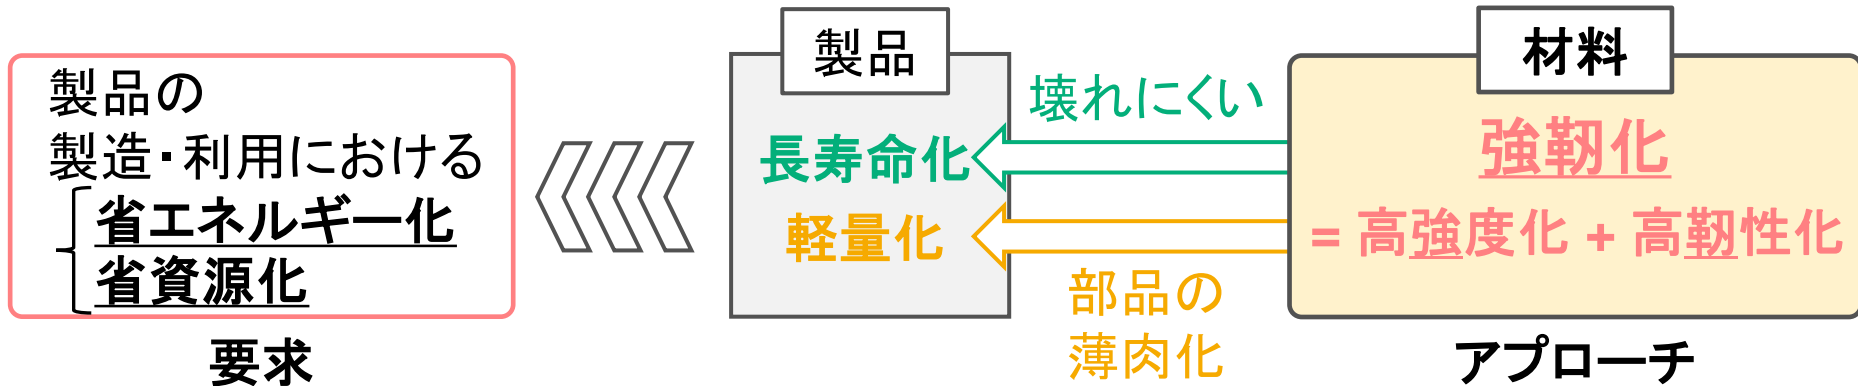 製品の
製造・利用における
省エネルギー化
省資源化
要求
製品
長寿命化
軽量化
壊れにくい
部品の
薄肉化
材料
強靭化
= 高強度化 + 高靭性化
アプローチ